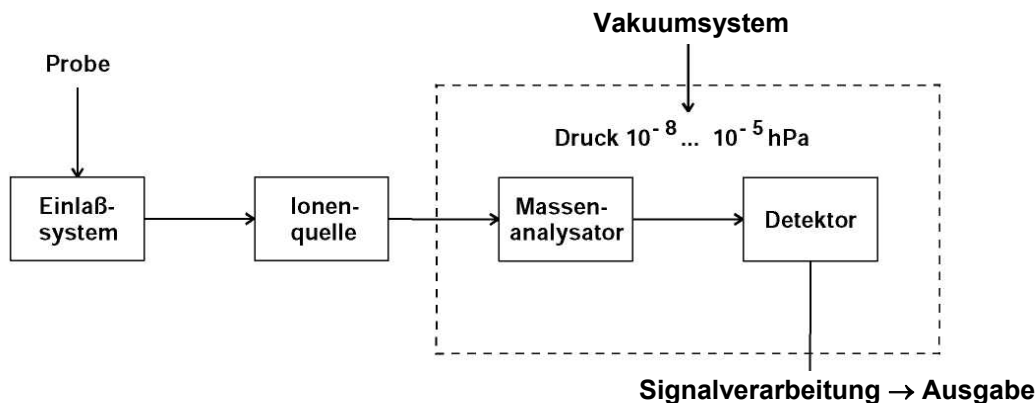 Vakuumsystem
Probe
Druck 10⁻⁸ ... 10⁻⁵ hPa
Einlaß-
system
Ionen-
quelle
Massen-
analysator
Detektor
Signalverarbeitung → Ausgabe